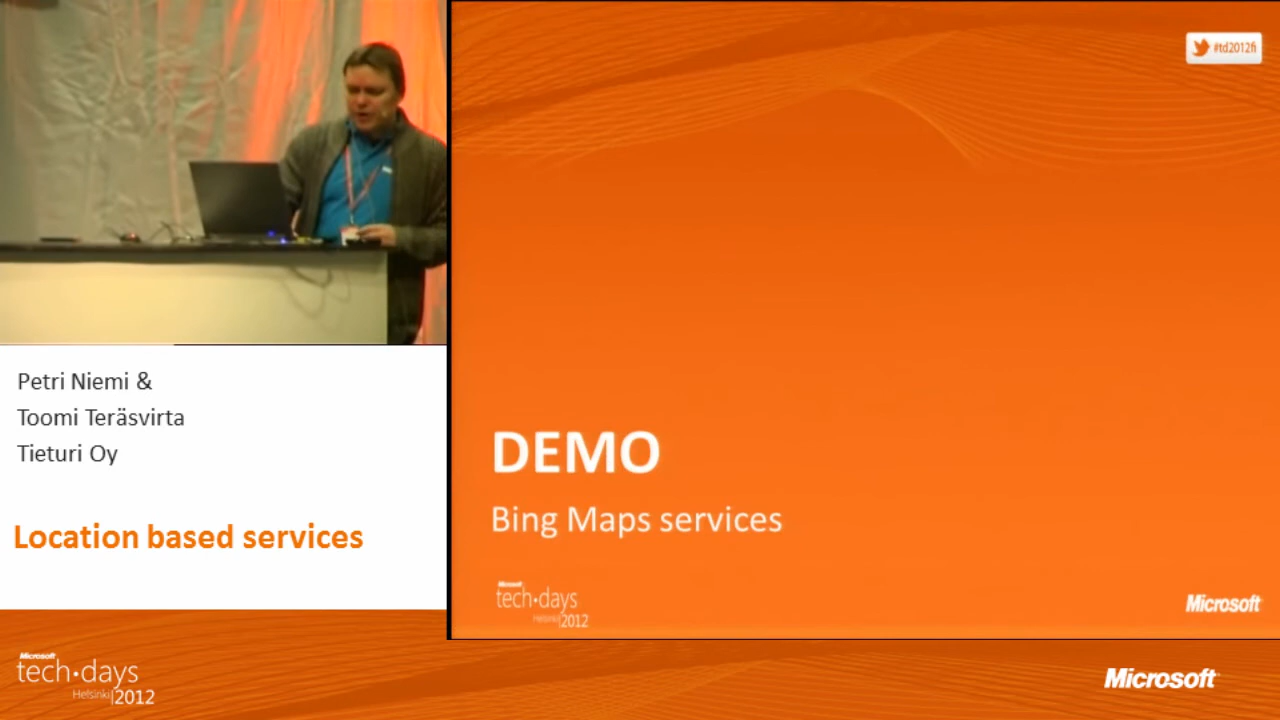 #td2012fi
Petri Niemi &
Toomi Teräsvirta
Tieturi Oy
Location based services
DEMO
Bing Maps services
Microsoft
tech·days
Helsinki|2012
Microsoft
Microsoft
tech·days
Helsinki|2012
Microsoft